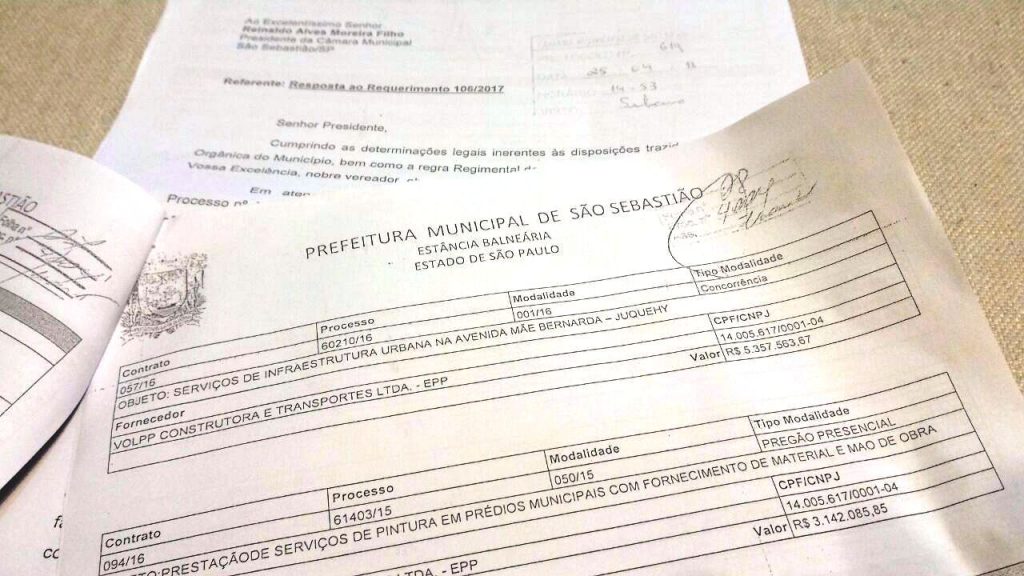 Ao Excelentíssimo Senhor
Reinaldo Alves Moreira Filho
Presidente da Câmara Municipal
São Sebastião/SP
Referente: Resposta ao Requerimento 106/2017
Senhor Presidente,
Cumprindo as determinações legais inerentes às disposições
Orgânica do Município, bem como a regra Regimental
Vossa Excelência, nobre vereador
Em
Processo nº
PREFEITURA MUNICIPAL DE SÃO SEBASTIÃO
ESTÂNCIA BALNEÁRIA
ESTADO DE SÃO PAULO
Contrato Processo Modalidade Tipo Modalidade
057/16 60210/16 001/16 Concorrência
OBJETO: SERVIÇOS DE INFRAESTRUTURA URBANA NA AVENIDA MÃE BERNARDA – JUQUEHY
Fornecedor CPF/CNPJ
VOLPP CONSTRUTORA E TRANSPORTES LTDA. - EPP 14.005.617/0001-04
Valor R$ 5.357.563,67
Contrato Processo Modalidade Tipo Modalidade
094/16 61403/15 050/15 PREGÃO PRESENCIAL
PRESTAÇÃODE SERVIÇOS DE PINTURA EM PRÉDIOS MUNICIPAIS COM FORNECIMENTO DE MATERIAL E MAO DE OBRA
CPF/CNPJ
LTDA. - EPP 14.005.617/0001-04
Valor R$ 3.142.085,85